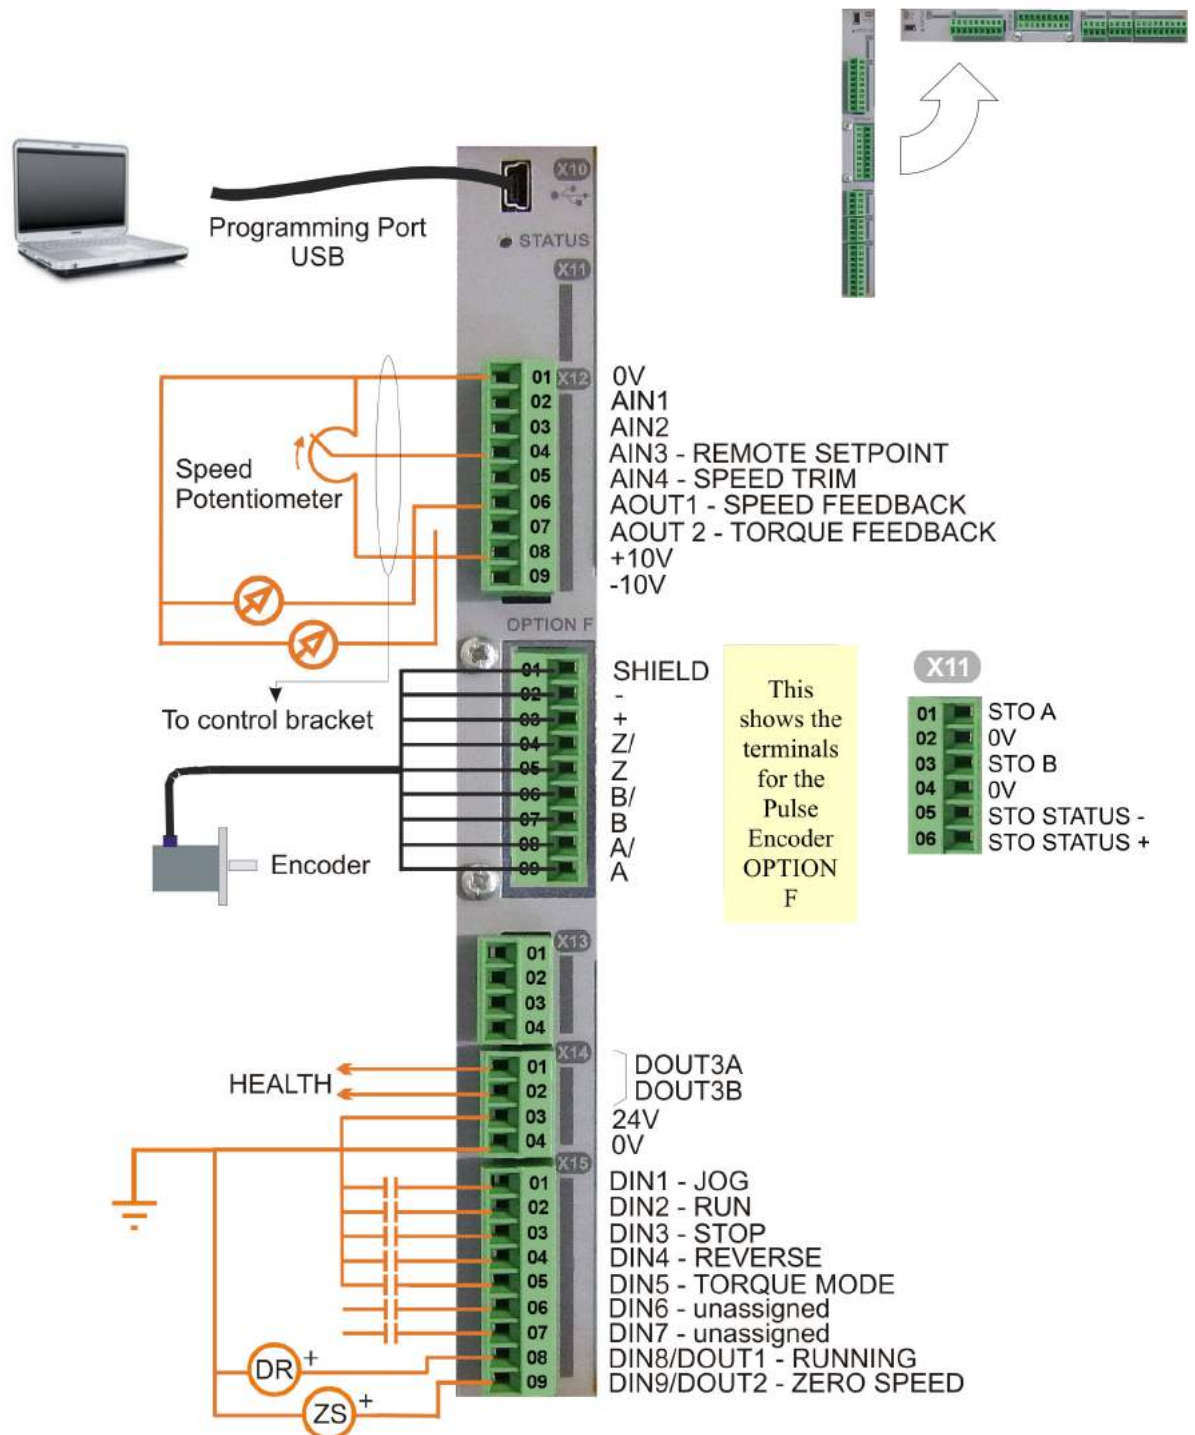 X10
Programming Port
USB
STATUS
X11
X12
01
02
03
04
05
06
07
08
09
0V
AIN1
AIN2
AIN3 - REMOTE SETPOINT
AIN4 - SPEED TRIM
AOUT1 - SPEED FEEDBACK
AOUT 2 - TORQUE FEEDBACK
+10V
-10V
Speed
Potentiometer
OPTION F
To control bracket
Encoder
01
02
03
04
05
06
07
08
09
SHIELD
-
+
Z/
Z
B/
B
A/
A
This
shows the
terminals
for the
Pulse
Encoder
OPTION
F
X11
01 STO A
02 0V
03 STO B
04 0V
05 STO STATUS -
06 STO STATUS +
X13
01
02
03
04
X14
HEALTH
01
02
03
04
DOUT3A
DOUT3B
24V
0V
X15
01
02
03
04
05
06
07
08
09
DIN1 - JOG
DIN2 - RUN
DIN3 - STOP
DIN4 - REVERSE
DIN5 - TORQUE MODE
DIN6 - unassigned
DIN7 - unassigned
DIN8/DOUT1 - RUNNING
DIN9/DOUT2 - ZERO SPEED
DR +
ZS +